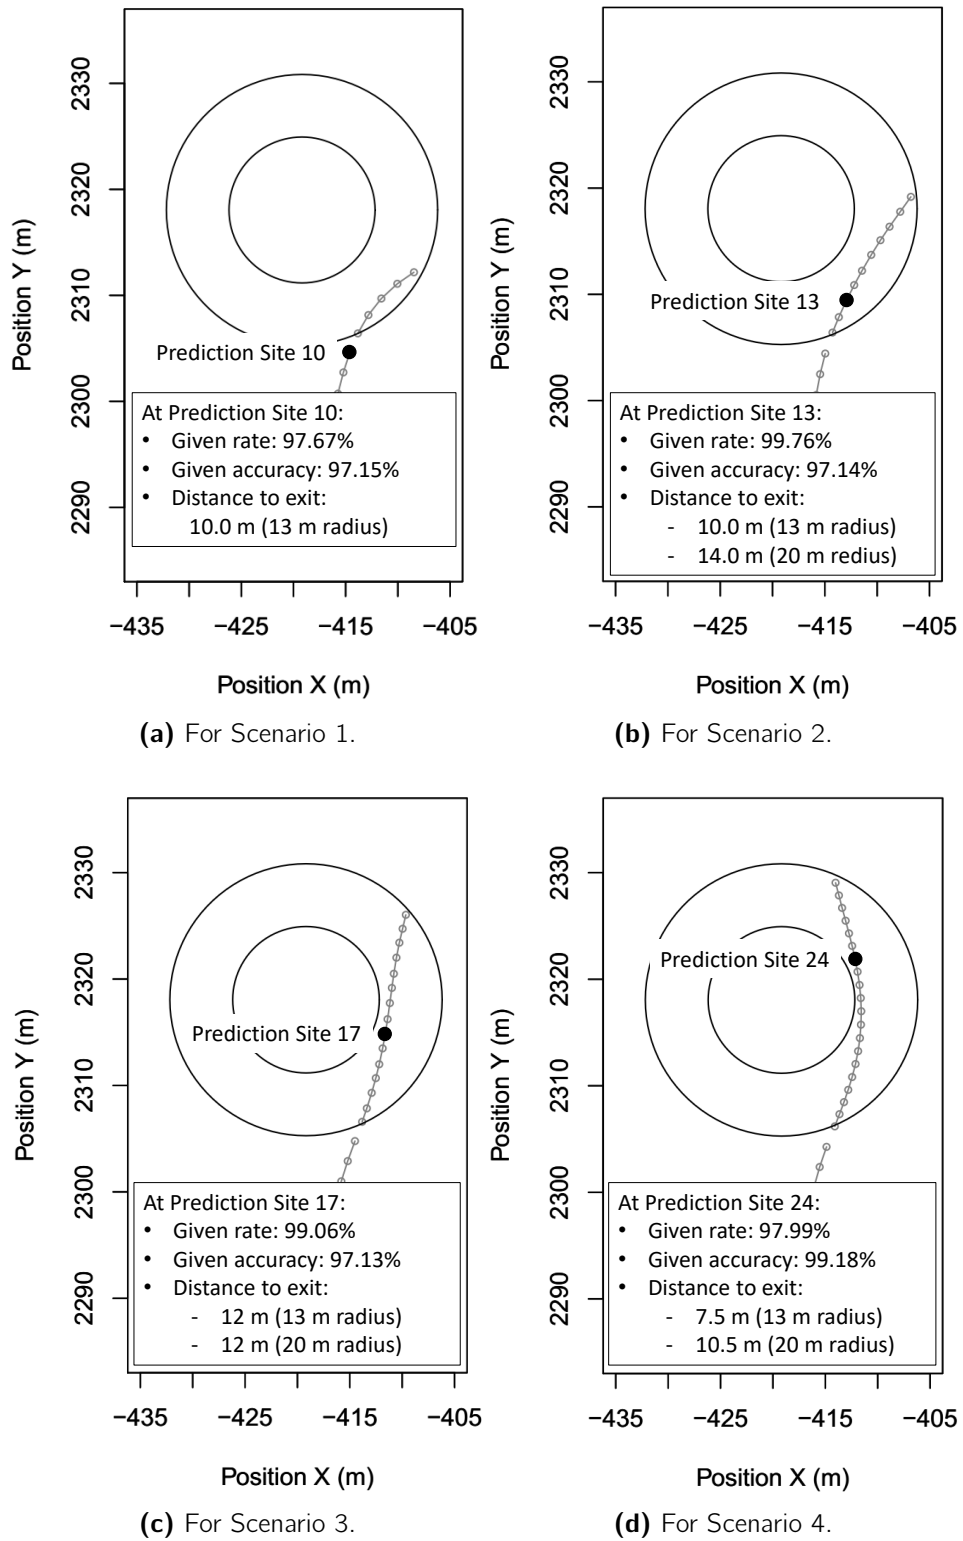 2330
2320
2310
2300
2290
Position Y (m)
Prediction Site 10
At Prediction Site 10:
• Given rate: 97.67%
• Given accuracy: 97.15%
• Distance to exit:
10.0 m (13 m radius)
−435 −425 −415 −405
Position X (m)
(a) For Scenario 1.
2330
2320
2310
2300
2290
Position Y (m)
Prediction Site 13
At Prediction Site 13:
• Given rate: 99.76%
• Given accuracy: 97.14%
• Distance to exit:
- 10.0 m (13 m radius)
- 14.0 m (20 m redius)
−435 −425 −415 −405
Position X (m)
(b) For Scenario 2.
2330
2320
2310
2300
2290
Position Y (m)
Prediction Site 17
At Prediction Site 17:
• Given rate: 99.06%
• Given accuracy: 97.13%
• Distance to exit:
- 12 m (13 m radius)
- 12 m (20 m radius)
−435 −425 −415 −405
Position X (m)
(c) For Scenario 3.
2330
2320
2310
2300
2290
Position Y (m)
Prediction Site 24
At Prediction Site 24:
• Given rate: 97.99%
• Given accuracy: 99.18%
• Distance to exit:
- 7.5 m (13 m radius)
- 10.5 m (20 m radius)
−435 −425 −415 −405
Position X (m)
(d) For Scenario 4.